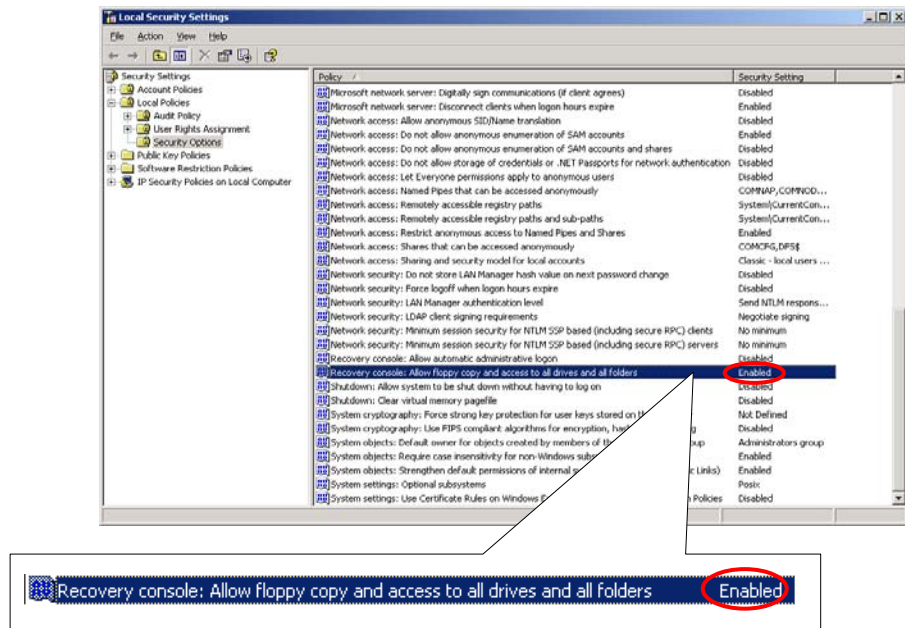 Local Security Settings
File Action View Help
Security Settings
Account Policies
Local Policies
Audit Policy
User Rights Assignment
Security Options
Public Key Policies
Software Restriction Policies
IP Security Policies on Local Computer
Policy Security Setting
Microsoft network server: Digitally sign communications (if client agrees) Disabled
Microsoft network server: Disconnect clients when logon hours expire Enabled
Network access: Allow anonymous SID/Name translation Disabled
Network access: Do not allow anonymous enumeration of SAM accounts Enabled
Network access: Do not allow anonymous enumeration of SAM accounts and shares Disabled
Network access: Do not allow storage of credentials or .NET Passports for network authentication Disabled
Network access: Let Everyone permissions apply to anonymous users Disabled
Network access: Named Pipes that can be accessed anonymously COMNAP,COMNOD...
Network access: Remotely accessible registry paths System\CurrentCon...
Network access: Remotely accessible registry paths and sub-paths System\CurrentCon...
Network access: Restrict anonymous access to Named Pipes and Shares Enabled
Network access: Shares that can be accessed anonymously COMCFG,DFS$
Network access: Sharing and security model for local accounts Classic - local users ...
Network security: Do not store LAN Manager hash value on next password change Disabled
Network security: Force logoff when logon hours expire Disabled
Network security: LAN Manager authentication level Send NTLM respons...
Network security: LDAP client signing requirements Negotiate signing
Network security: Minimum session security for NTLM SSP based (including secure RPC) clients No minimum
Network security: Minimum session security for NTLM SSP based (including secure RPC) servers No minimum
Recovery console: Allow automatic administrative logon Disabled
Recovery console: Allow floppy copy and access to all drives and all folders Enabled
Shutdown: Allow system to be shut down without having to log on Disabled
Shutdown: Clear virtual memory pagefile Disabled
System cryptography: Force strong key protection for user keys stored on Not Defined
System cryptography: Use FIPS compliant algorithms for encryption, Disabled
System objects: Default owner for objects created by members of Administrators group
System objects: Require case insensitivity for non-Windows Enabled
System objects: Strengthen default permissions of internal Links) Enabled
System settings: Optional subsystems Posix
System settings: Use Certificate Rules on Windows Policies Disabled
Recovery console: Allow floppy copy and access to all drives and all folders Enabled